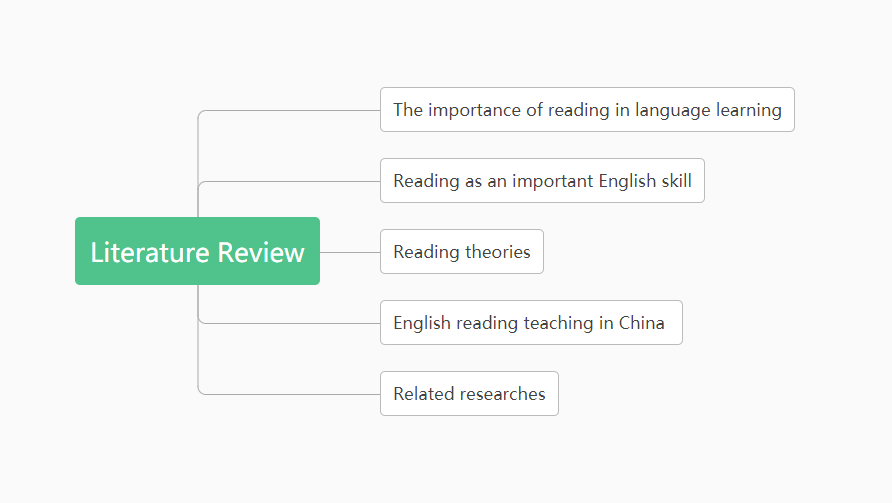 The importance of reading in language learning
Reading as an important English skill
Literature Review
Reading theories
English reading teaching in China
Related researches